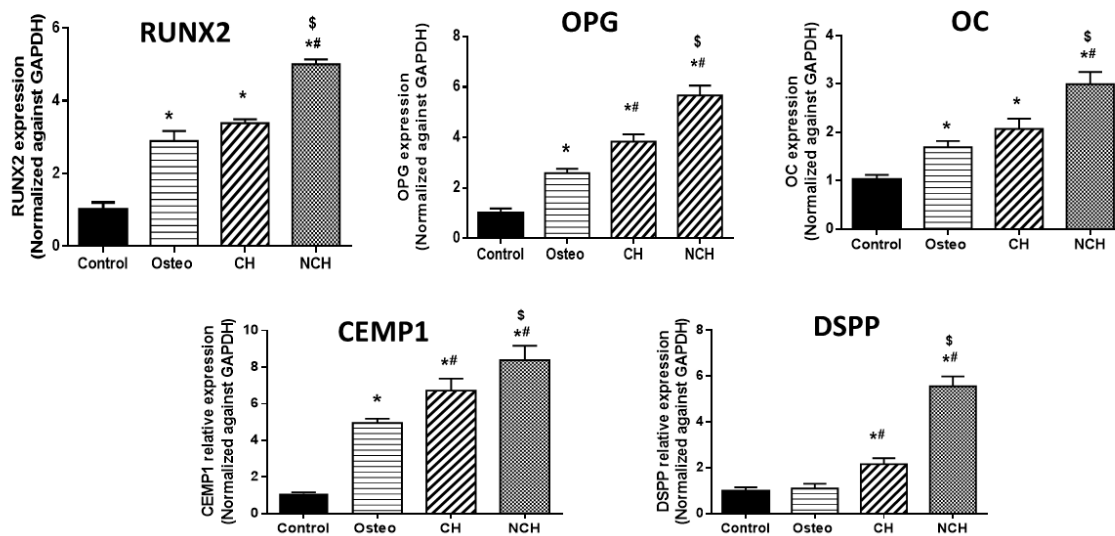 RUNX2
RUNX2 expression
(Normalized against GAPDH)
6
4
2
0
*
*
$
*#
Control Osteo CH NCH
OPG
OPG expression
(Normalized against GAPDH)
8
6
4
2
0
*
*#
$
*#
Control Osteo CH NCH
OC
OC expression
(Normalized against GAPDH)
4
3
2
1
0
*
*
$
*#
Control Osteo CH NCH
CEMP1
CEMP1 relative expression
(Normalized against GAPDH)
10
8
6
4
2
0
*
*#
$
*#
Control Osteo CH NCH
DSPP
DSPP relative expression
(Normalized against GAPDH)
8
6
4
2
0
*#
$
*#
Control Osteo CH NCH